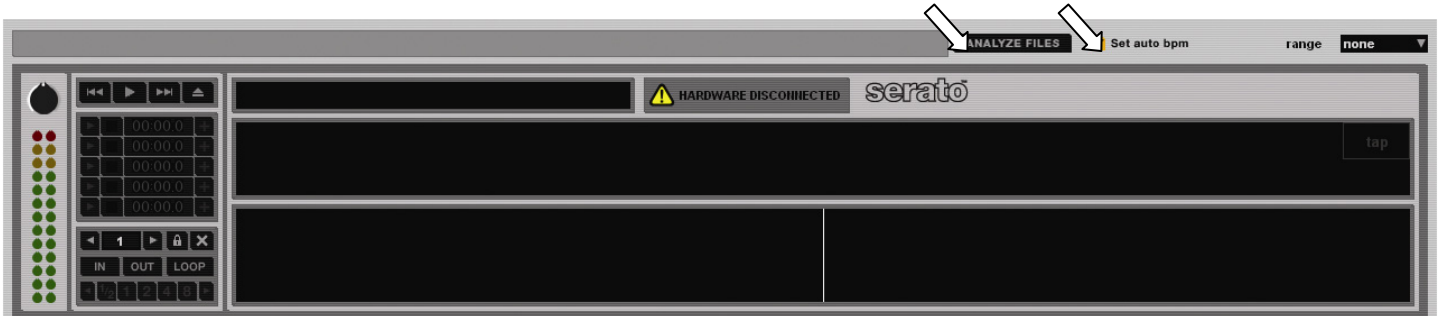 ANALYZE FILES Set auto bpm range none
HARDWARE DISCONNECTED serato
00:00.0
tap
00:00.0
00:00.0
00:00.0
00:00.0
1
IN OUT LOOP
1/2 1 2 4 8